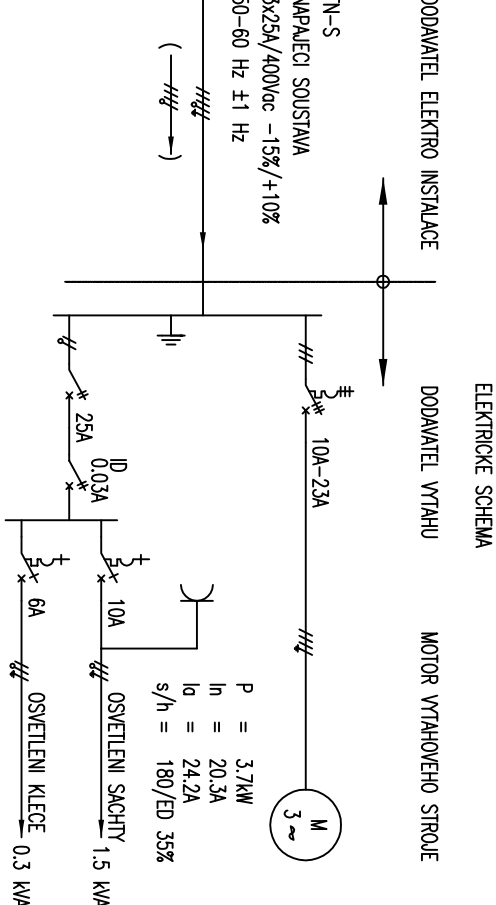 ELEKTRICKE SCHEMA
DODAVATEL ELEKTRO INSTALACE
DODAVATEL VYTAHU
MOTOR VYTAHOVEHO STROJE
TN-S
NAPAJECI SOUSTAVA
3x25A/400Vac -15%/+10%
50-60 Hz ±1 Hz
10A-23A
M
3 ∞
P = 3.7kW
In = 20.3A
Ia = 24.2A
s/h = 180/ED 35%
25A
ID
0.03A
10A
OSVETLENI SACHTY
1.5 kVA
6A
OSVETLENI KLECE
0.3 kVA